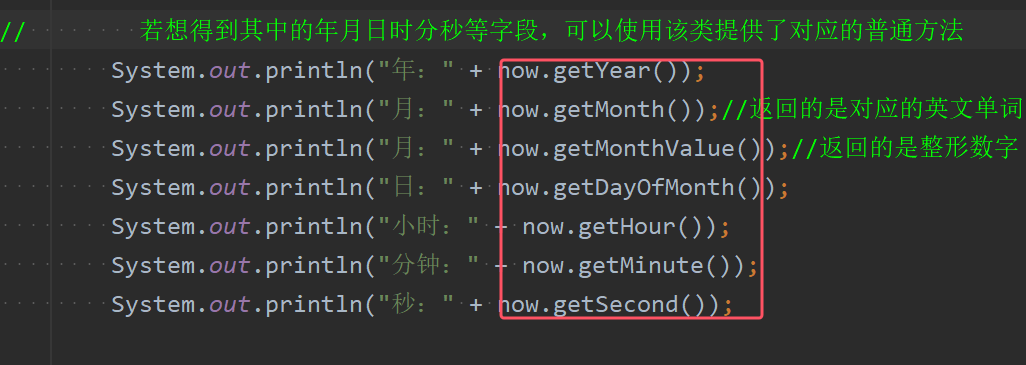 // 若想得到其中的年月日时分秒等字段，可以使用该类提供了对应的普通方法
System.out.println("年：" + now.getYear());
System.out.println("月：" + now.getMonth());//返回的是对应的英文单词
System.out.println("月：" + now.getMonthValue());//返回的是整形数字
System.out.println("日：" + now.getDayOfMonth());
System.out.println("小时：" + now.getHour());
System.out.println("分钟：" + now.getMinute());
System.out.println("秒：" + now.getSecond());